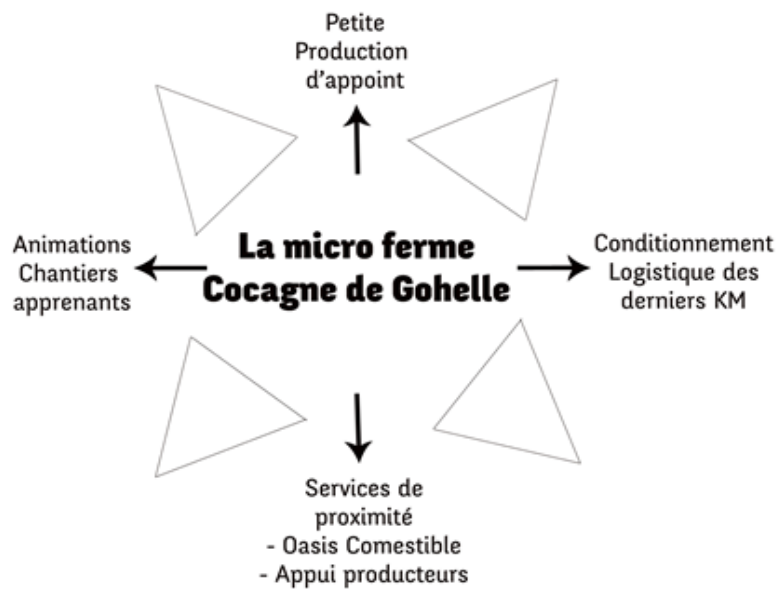 Petite
Production
d'appoint
Animations
Chantiers
apprenants
La micro ferme
Cocagne de Gohelle
Conditionnement
Logistique des
derniers KM
Services de
proximité
- Oasis Comestible
- Appui producteurs